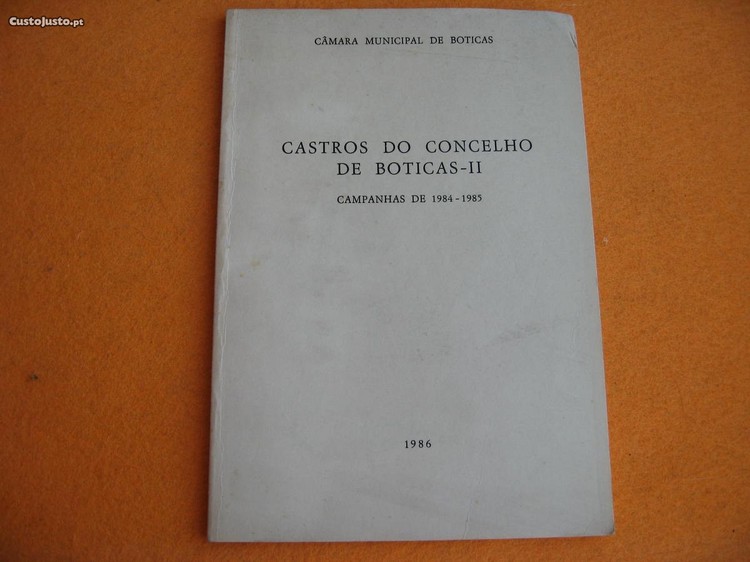 CustoJusto.pt
CÂMARA MUNICIPAL DE BOTICAS
CASTROS DO CONCELHO
DE BOTICAS-II
CAMPANHAS DE 1984-1985
1986